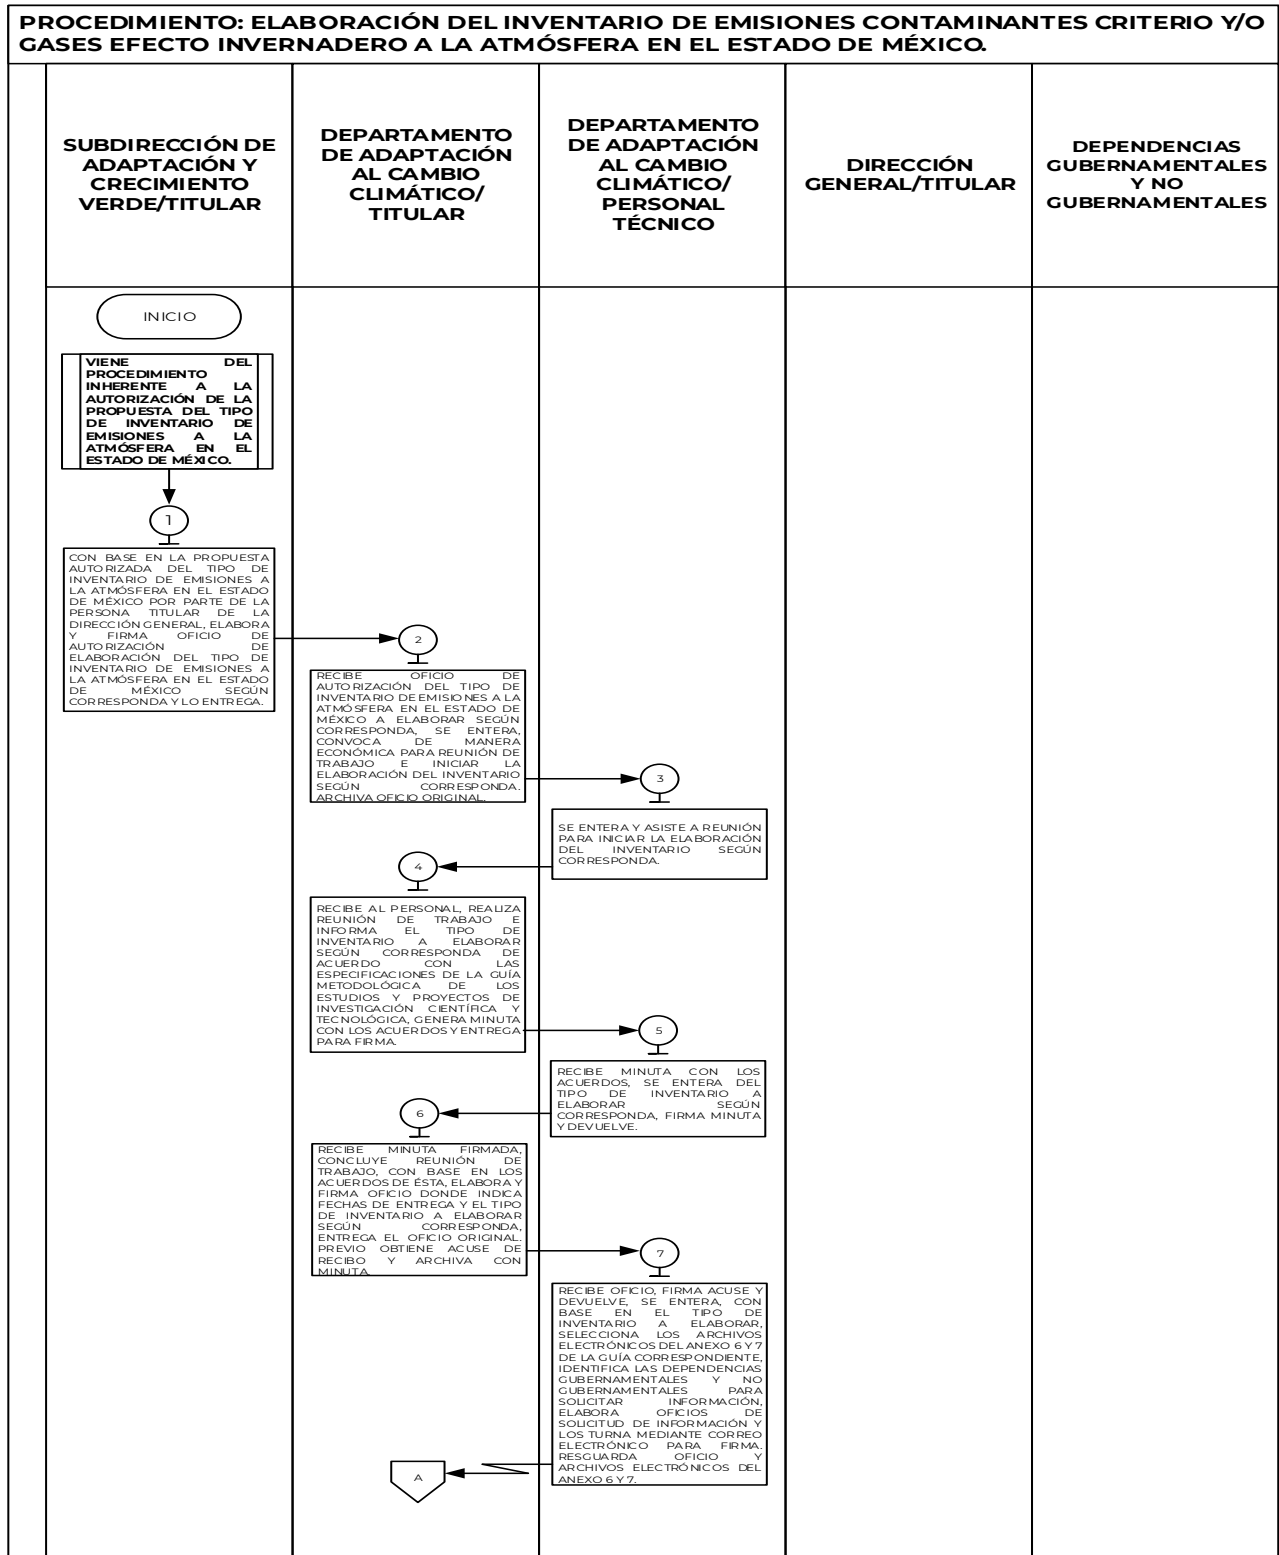 PROCEDIMIENTO: ELABORACIÓN DEL INVENTARIO DE EMISIONES CONTAMINANTES CRITERIO Y/O
GASES EFECTO INVERNADERO A LA ATMÓSFERA EN EL ESTADO DE MÉXICO.
SUBDIRECCIÓN DE
ADAPTACIÓN Y
CRECIMIENTO
VERDE/TITULAR
DEPARTAMENTO
DE ADAPTACIÓN
AL CAMBIO
CLIMÁTICO/
TITULAR
DEPARTAMENTO
DE ADAPTACIÓN
AL CAMBIO
CLIMÁTICO/
PERSONAL
TÉCNICO
DIRECCIÓN
GENERAL/TITULAR
DEPENDENCIAS
GUBERNAMENTALES
Y NO
GUBERNAMENTALES
INICIO
VIENE DEL
PROCEDIMIENTO
INHERENTE A LA
AUTORIZACIÓN DE LA
PROPUESTA DEL TIPO
DE INVENTARIO DE
EMISIONES A LA
ATMÓSFERA EN EL
ESTADO DE MÉXICO.
1
CON BASE EN LA PROPUESTA
AUTORIZADA DEL TIPO DE
INVENTARIO DE EMISIONES A
LA ATMÓSFERA EN EL ESTADO
DE MÉXICO POR PARTE DE LA
PERSONA TITULAR DE LA
DIRECCIÓN GENERAL, ELABORA
Y FIRMA OFICIO DE
AUTORIZACIÓN DE
ELABORACIÓN DEL TIPO DE
INVENTARIO DE EMISIONES A
LA ATMÓSFERA EN EL ESTADO
DE MÉXICO SEGÚN
CORRESPONDA Y LO ENTREGA.
2
RECIBE OFICIO DE
AUTORIZACIÓN DEL TIPO DE
INVENTARIO DE EMISIONES A LA
ATMÓSFERA EN EL ESTADO DE
MÉXICO A ELABORAR SEGÚN
CORRESPONDA, SE ENTERA,
CONVOCA DE MANERA
ECONÓMICA PARA REUNIÓN DE
TRABAJO E INICIAR LA
ELABORACIÓN DEL INVENTARIO
SEGÚN CORRESPONDA.
ARCHIVA OFICIO ORIGINAL.
3
SE ENTERA Y ASISTE A REUNIÓN
PARA INICIAR LA ELABORACIÓN
DEL INVENTARIO SEGÚN
CORRESPONDA.
4
RECIBE AL PERSONAL, REALIZA
REUNIÓN DE TRABAJO E
INFORMA EL TIPO DE
INVENTARIO A ELABORAR
SEGÚN CORRESPONDA DE
ACUERDO CON LAS
ESPECIFICACIONES DE LA GUÍA
METODOLÓGICA DE LOS
ESTUDIOS Y PROYECTOS DE
INVESTIGACIÓN CIENTÍFICA Y
TECNOLÓGICA, GENERA MINUTA
CON LOS ACUERDOS Y ENTREGA
PARA FIRMA.
5
RECIBE MINUTA CON LOS
ACUERDOS, SE ENTERA DEL
TIPO DE INVENTARIO A
ELABORAR SEGÚN
CORRESPONDA, FIRMA MINUTA
Y DEVUELVE.
6
RECIBE MINUTA FIRMADA,
CONCLUYE REUNIÓN DE
TRABAJO, CON BASE EN LOS
ACUERDOS DE ÉSTA, ELABORA Y
FIRMA OFICIO DONDE INDICA
FECHAS DE ENTREGA Y EL TIPO
DE INVENTARIO A ELABORAR
SEGÚN CORRESPONDA,
ENTREGA EL OFICIO ORIGINAL.
PREVIO OBTIENE ACUSE DE
RECIBO Y ARCHIVA CON
MINUTA.
7
RECIBE OFICIO, FIRMA ACUSE Y
DEVUELVE, SE ENTERA, CON
BASE EN EL TIPO DE
INVENTARIO A ELABORAR,
SELECCIONA LOS ARCHIVOS
ELECTRÓNICOS DEL ANEXO 6 Y 7
DE LA GUÍA CORRESPONDIENTE,
IDENTIFICA LAS DEPENDENCIAS
GUBERNAMENTALES Y NO
GUBERNAMENTALES PARA
SOLICITAR INFORMACIÓN,
ELABORA OFICIOS DE
SOLICITUD DE INFORMACIÓN Y
LOS TURNA MEDIANTE CORREO
ELECTRÓNICO PARA FIRMA.
RESGUARDA OFICIO Y
ARCHIVOS ELECTRÓNICOS DEL
ANEXO 6 Y 7.
A